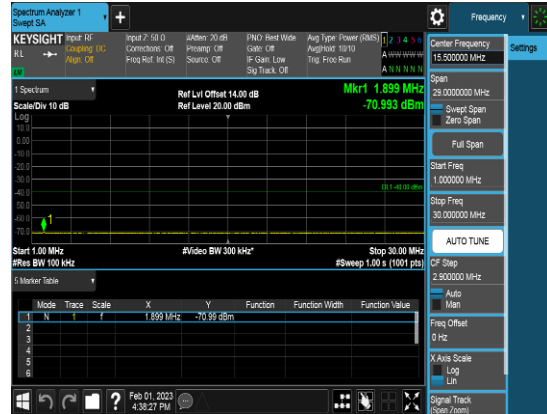 Spectrum Analyzer 1
Swept SA
+
Frequency
KEYSIGHT
RL
Input: RF
Coupling: DC
Align: Off
Input Z: 50 Ω
Corrections: Off
Freq Ref: Int (S)
#Atten: 20 dB
Preamp: Off
Source: Off
PNO: Best Wide
Gate: Off
IF Gain: Low
Sig Track: Off
Avg Type: Power (RMS)
Avg|Hold: 10/10
Trig: Free Run
1 2 3 4 5 6
A W W W W W
A N N N N N
LNI
1 Spectrum
Scale/Div 10 dB
Ref Lvl Offset 14.00 dB
Ref Level 20.00 dBm
Mkr1 1.899 MHz
-70.993 dBm
Log
10.0
0.00
-10.0
-20.0
-30.0
-40.0
-50.0
-60.0
-70.0
DL1 -40.00 dBm
1
Start 1.00 MHz
#Res BW 100 kHz
#Video BW 300 kHz*
Stop 30.00 MHz
#Sweep 1.00 s (1001 pts)
5 Marker Table
Mode Trace Scale X Y Function Function Width Function Value
1 N 1 f 1.899 MHz -70.99 dBm
2
3
4
5
6
Center Frequency
15.500000 MHz
Settings
Span
29.0000000 MHz
Swept Span
Zero Span
Full Span
Start Freq
1.000000 MHz
Stop Freq
30.000000 MHz
AUTO TUNE
CF Step
2.900000 MHz
Auto
Man
Freq Offset
0 Hz
X Axis Scale
Log
Lin
Signal Track
(Span Zoom)
?
Feb 01, 2023
4:38:27 PM